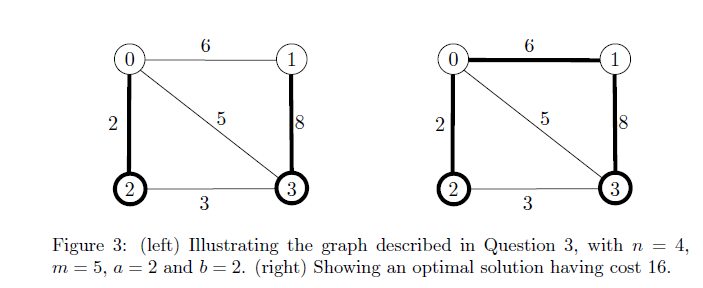 6 6
0 1 0 1
2 5 8 2 5 8
2 3 2 3
3 3
Figure 3: (left) Illustrating the graph described in Question 3, with n = 4,
m = 5, a = 2 and b = 2. (right) Showing an optimal solution having cost 16.